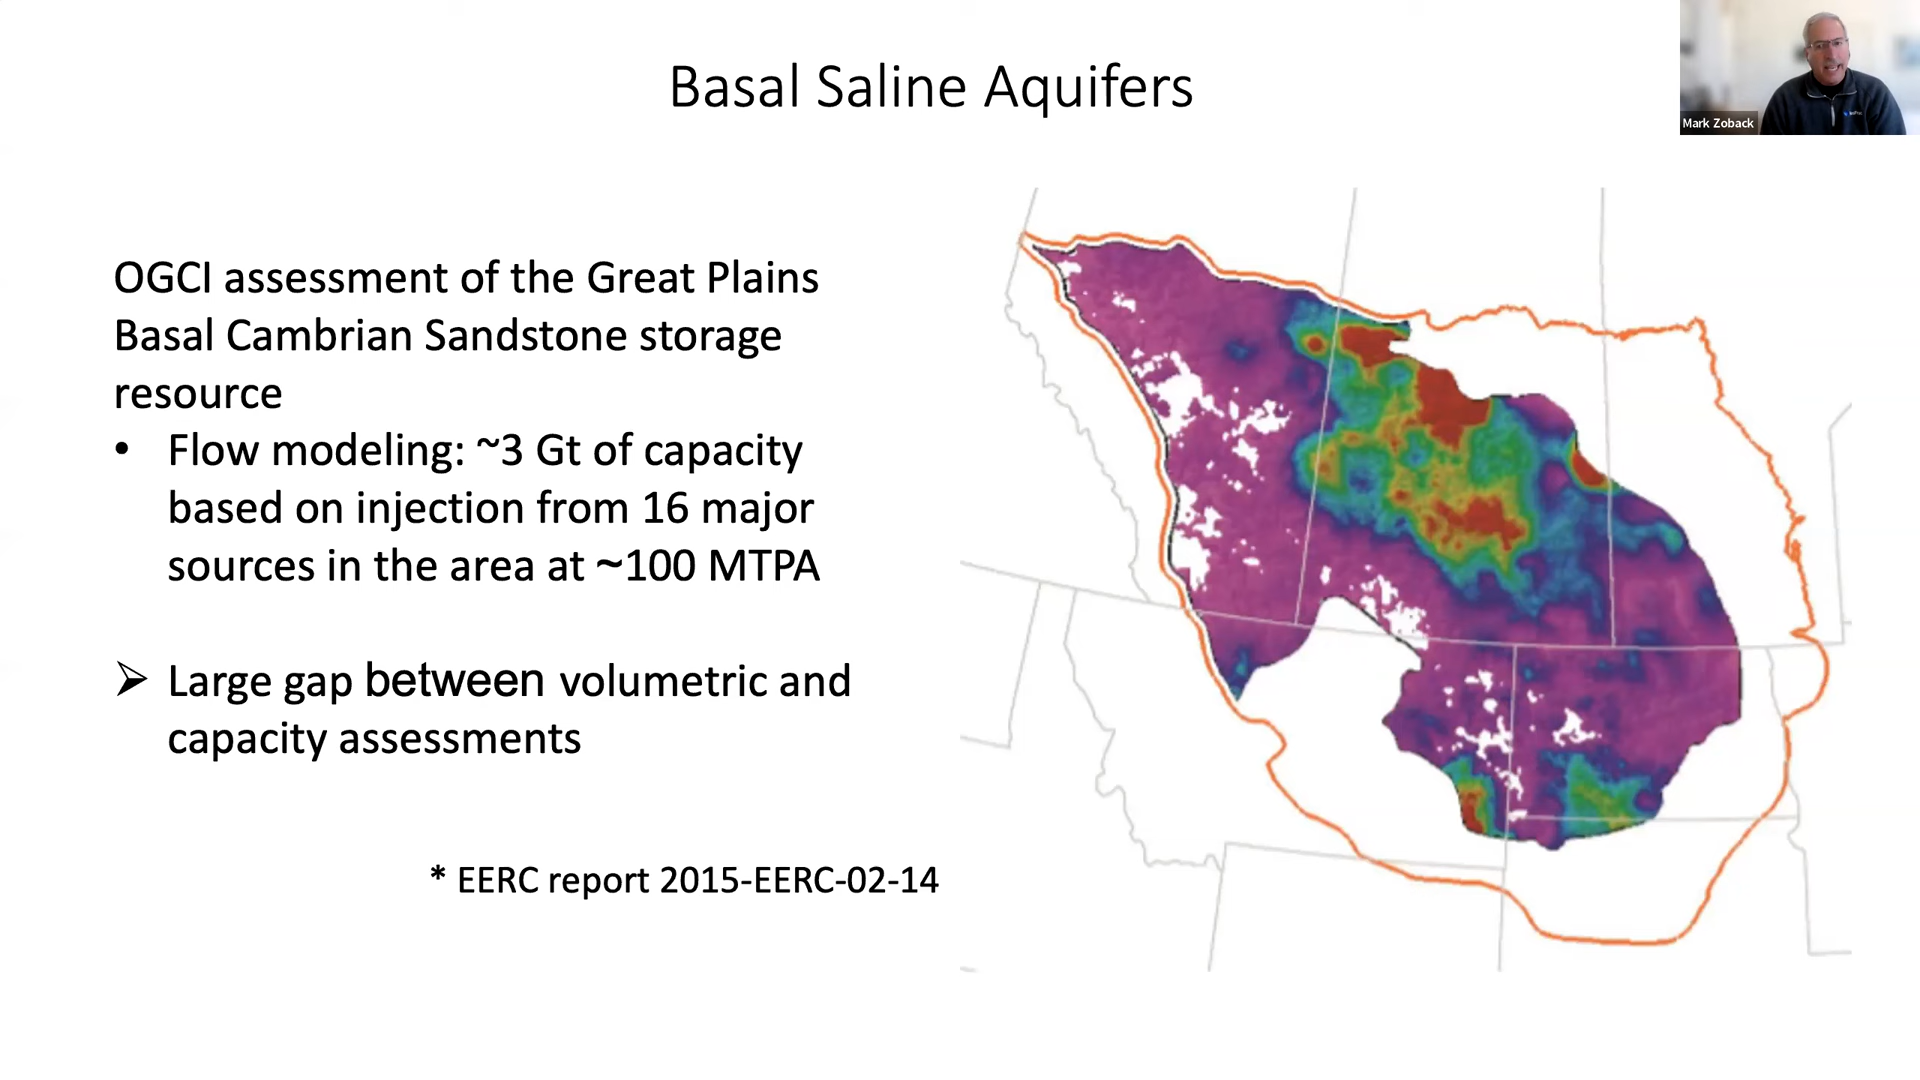 Basal Saline Aquifers
Mark Zoback
OGCI assessment of the Great Plains
Basal Cambrian Sandstone storage
resource
• Flow modeling: ~3 Gt of capacity
based on injection from 16 major
sources in the area at ~100 MTPA
➢ Large gap between volumetric and
capacity assessments
* EERC report 2015-EERC-02-14